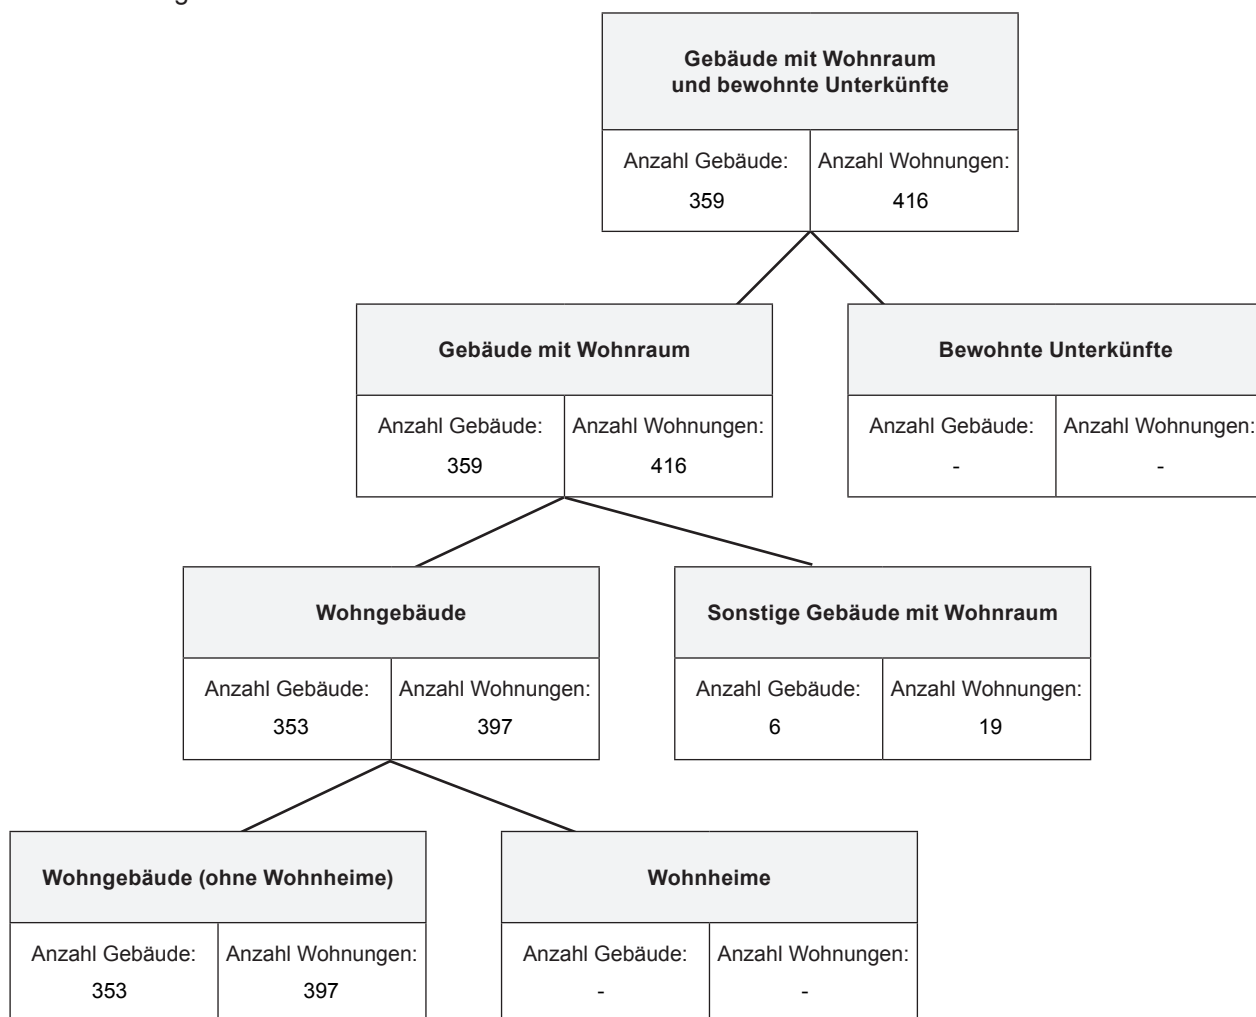 Gebäude mit Wohnraum
und bewohnte Unterkünfte
Anzahl Gebäude:
359
Anzahl Wohnungen:
416
Gebäude mit Wohnraum
Anzahl Gebäude:
359
Anzahl Wohnungen:
416
Bewohnte Unterkünfte
Anzahl Gebäude:
-
Anzahl Wohnungen:
-
Wohngebäude
Anzahl Gebäude:
353
Anzahl Wohnungen:
397
Sonstige Gebäude mit Wohnraum
Anzahl Gebäude:
6
Anzahl Wohnungen:
19
Wohngebäude (ohne Wohnheime)
Anzahl Gebäude:
353
Anzahl Wohnungen:
397
Wohnheime
Anzahl Gebäude:
-
Anzahl Wohnungen:
-